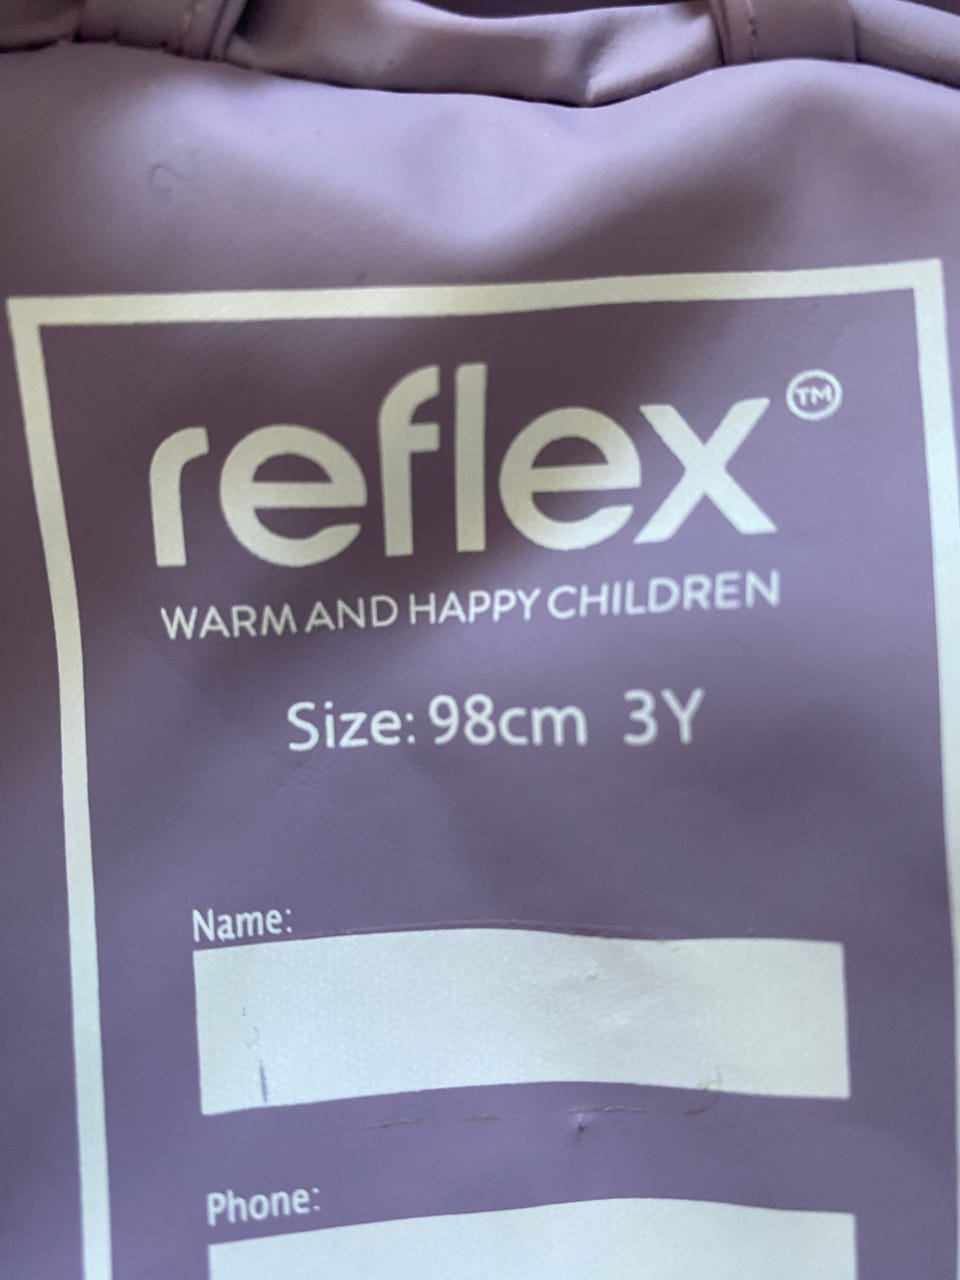 reflex™
WARM AND HAPPY CHILDREN
Size: 98cm 3Y
Name:
Phone: